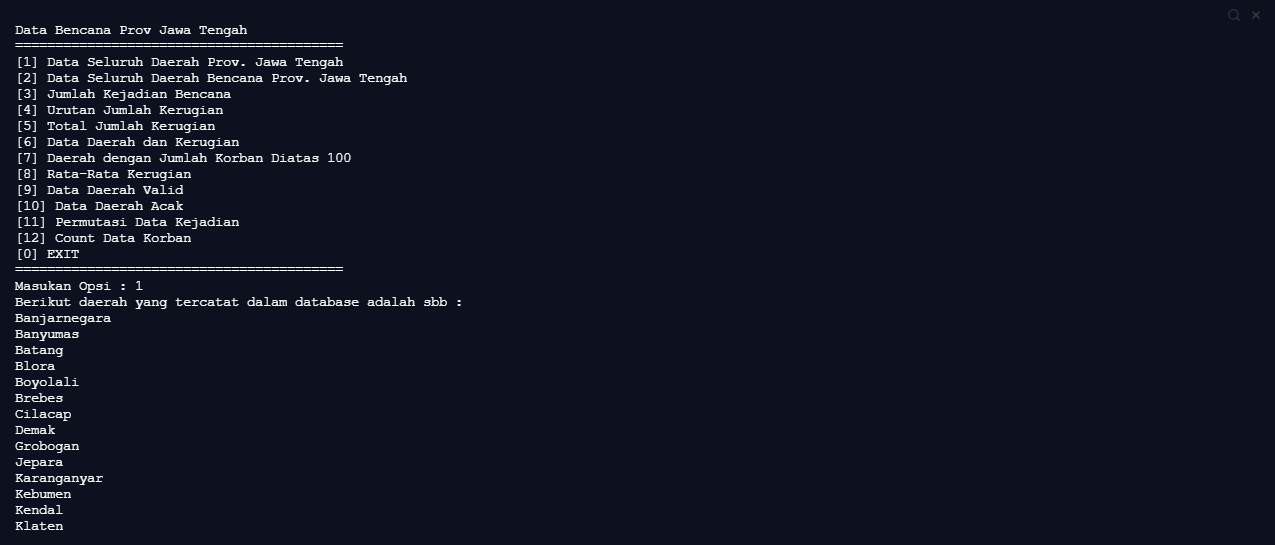 Data Bencana Prov Jawa Tengah
=========================================
[1] Data Seluruh Daerah Prov. Jawa Tengah
[2] Data Seluruh Daerah Bencana Prov. Jawa Tengah
[3] Jumlah Kejadian Bencana
[4] Urutan Jumlah Kerugian
[5] Total Jumlah Kerugian
[6] Data Daerah dan Kerugian
[7] Daerah dengan Jumlah Korban Diatas 100
[8] Rata-Rata Kerugian
[9] Data Daerah Valid
[10] Data Daerah Acak
[11] Permutasi Data Kejadian
[12] Count Data Korban
[0] EXIT
=========================================
Masukan Opsi : 1
Berikut daerah yang tercatat dalam database adalah sbb :
Banjarnegara
Banyumas
Batang
Blora
Boyolali
Brebes
Cilacap
Demak
Grobogan
Jepara
Karanganyar
Kebumen
Kendal
Klaten